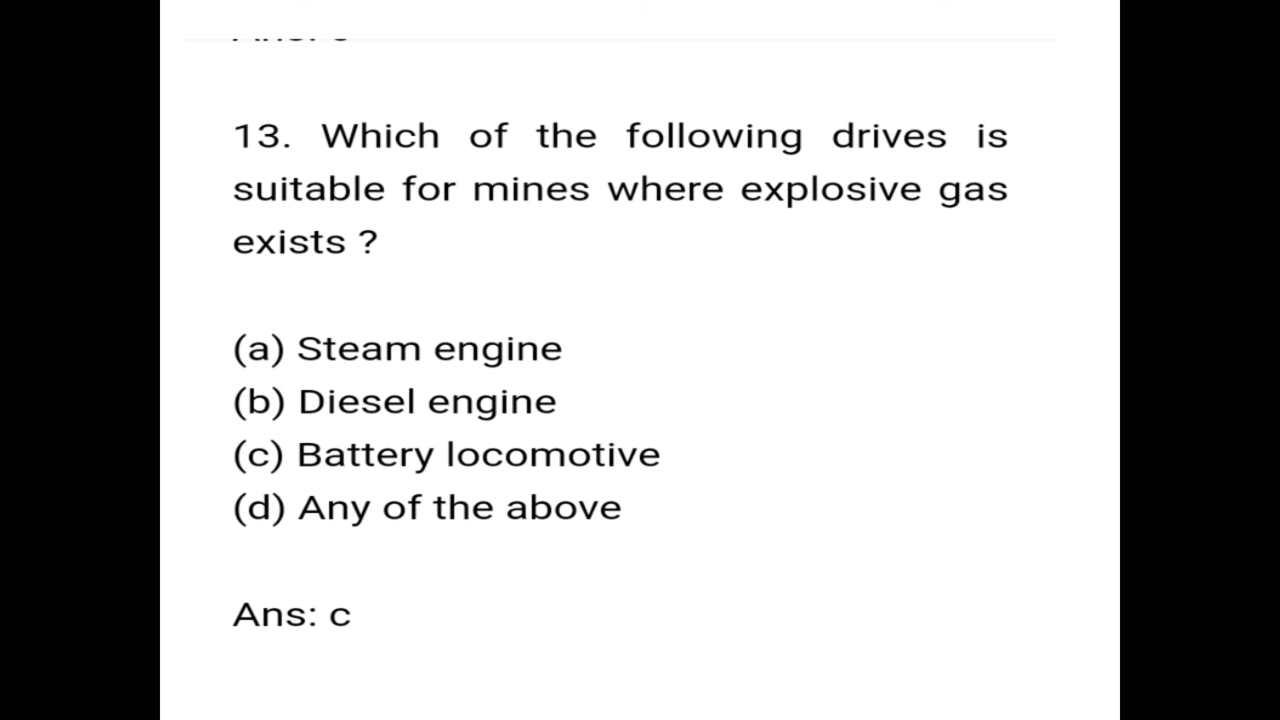 13. Which of the following drives is
suitable for mines where explosive gas
exists ?
(a) Steam engine
(b) Diesel engine
(c) Battery locomotive
(d) Any of the above
Ans: c